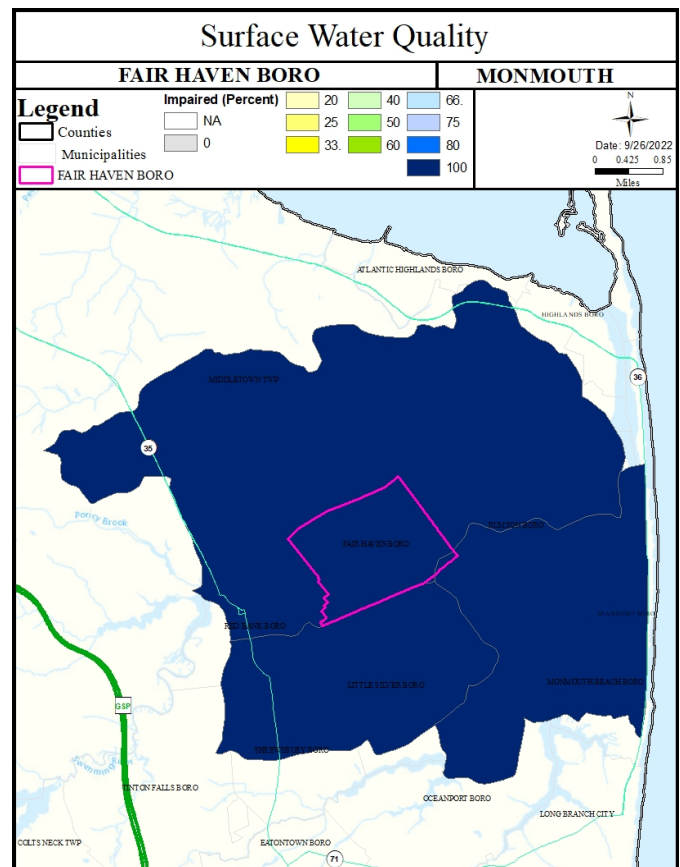 Surface Water Quality
FAIR HAVEN BORO
MONMOUTH
Legend
Counties
Municipalities
FAIR HAVEN BORO
Impaired (Percent)
NA
0
20
25
33.
40
50
60
66.
75
80
100
N
Date: 9/26/2022
0 0.425 0.85
Miles
ATLANTIC HIGHLANDS BORO
HIGHLANDS BORO
MIDDLETOWN TWP
36
35
Poricy Brook
RUMSON BORO
FAIR HAVEN BORO
SEA BRIGHT BORO
RED BANK BORO
LITTLE SILVER BORO
MONMOUTH BEACH BORO
GSP
SHREWSBURY BORO
TINTON FALLS BORO
OCEANPORT BORO
LONG BRANCH CITY
COLTS NECK TWP
EATONTOWN BORO
71